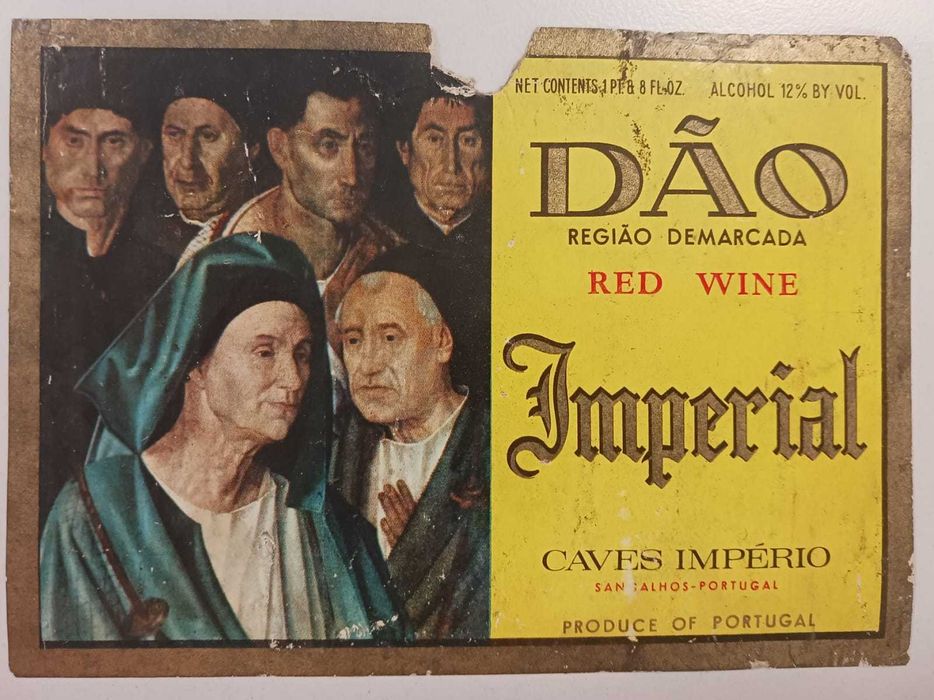 NET CONTENTS 1 PT. & 8 FL. OZ. ALCOHOL 12% BY VOL.
DÃO
REGIÃO DEMARCADA
RED WINE
Imperial
CAVES IMPÉRIO
SANGALHOS-PORTUGAL
PRODUCE OF PORTUGAL